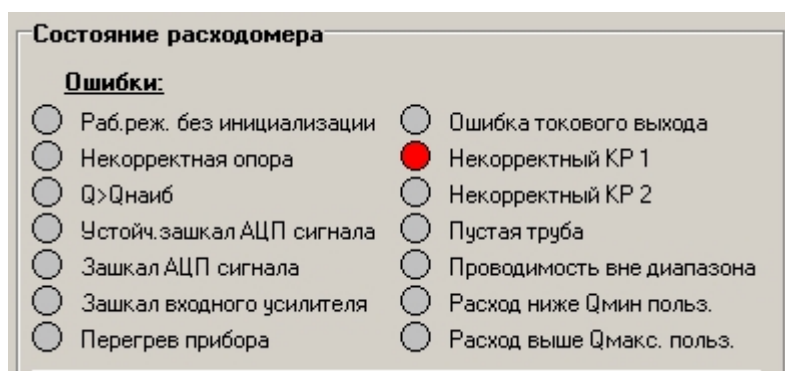 Состояние расходомера
Ошибки:
Раб.реж. без инициализации
Некорректная опора
Q>Qнаиб
Устойч.зашкал АЦП сигнала
Зашкал АЦП сигнала
Зашкал входного усилителя
Перегрев прибора
Ошибка токового выхода
Некорректный КР 1
Некорректный КР 2
Пустая труба
Проводимость вне диапазона
Расход ниже Qмин польз.
Расход выше Qмакс. польз.